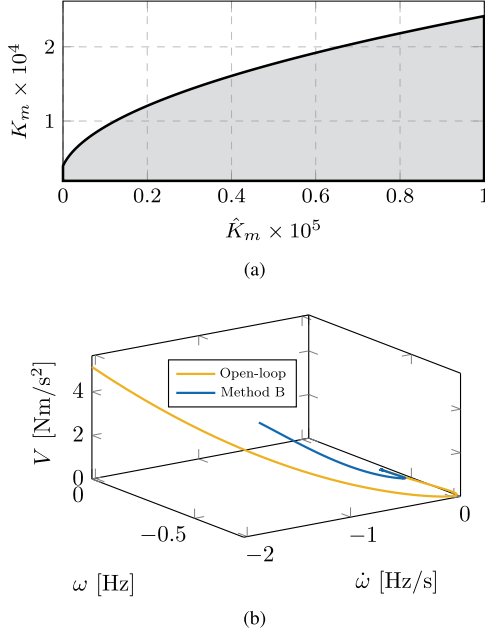 2
1
K_m × 10^4
0 0.2 0.4 0.6 0.8 1
K̂_m × 10^5
(a)
Open-loop
Method B
4
2
0
V [Nm/s²]
0
−0.5
−2
−1
0
ω [Hz]
ω̇ [Hz/s]
(b)